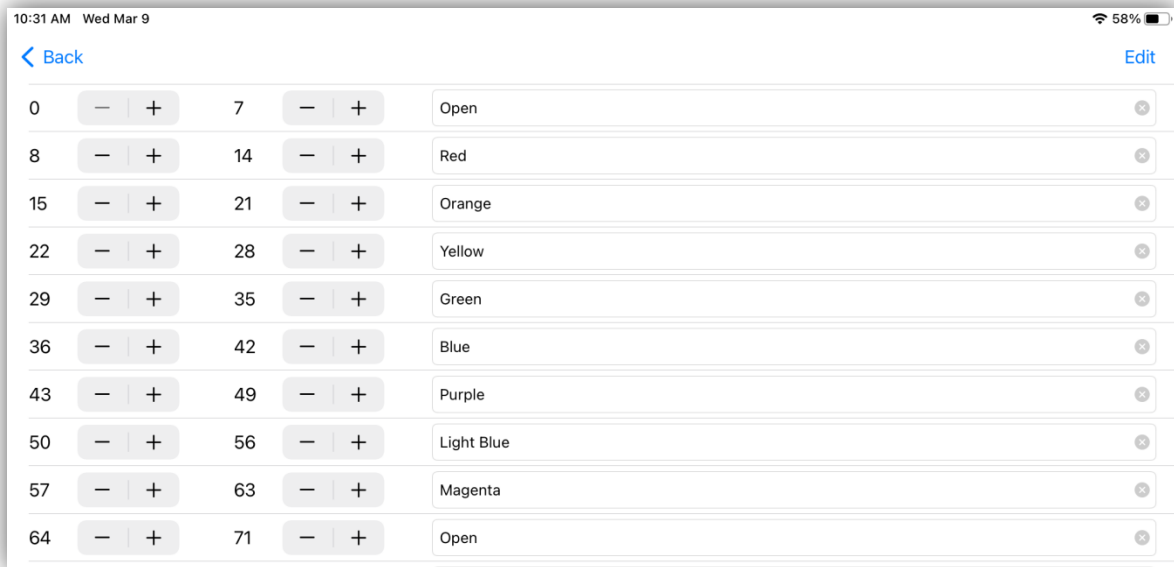 10:31 AM Wed Mar 9 58%
Back Edit
0 − + 7 − + Open
8 − + 14 − + Red
15 − + 21 − + Orange
22 − + 28 − + Yellow
29 − + 35 − + Green
36 − + 42 − + Blue
43 − + 49 − + Purple
50 − + 56 − + Light Blue
57 − + 63 − + Magenta
64 − + 71 − + Open